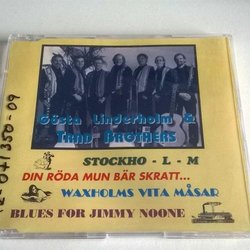 Gösta Linderholm &
Trad Brothers
STOCKHO - L - M
DIN RÖDA MUN BÄR SKRATT...
WAXHOLMS VITA MÅSAR
BLUES FOR JIMMY NOONE